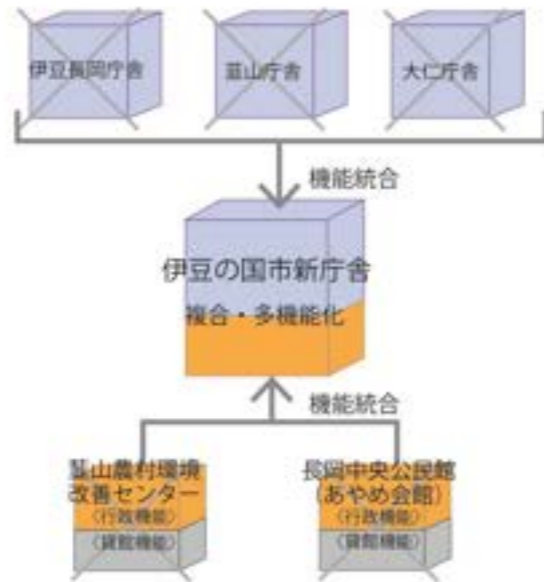 伊豆長岡庁舎
韮山庁舎
大仁庁舎
機能統合
伊豆の国市新庁舎
複合・多機能化
機能統合
韮山農村環境
改善センター
(行政機能)
(貸館機能)
長岡中央公民館
(あやめ会館)
(行政機能)
(貸館機能)